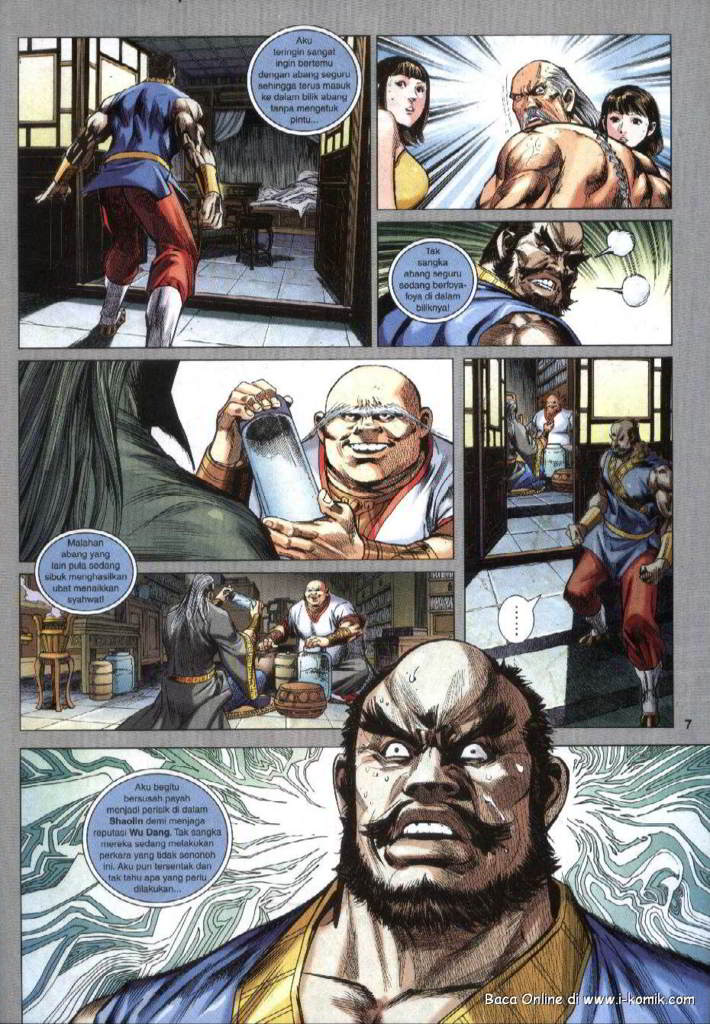 Aku
teringin sangat
ingin bertemu
dengan abang seguru
sehingga terus masuk
ke dalam bilik abang
tanpa mengetuk
pintu...
Tak
sangka
abang seguru
sedang berfoya-
foya di dalam
biliknya!
Malahan
abang yang
lain pula sedang
sibuk menghasilkan
ubat menaikkan
syahwat!
......
7
Aku begitu
bersusah payah
menjadi perisik di dalam
Shaolin demi menjaga
reputasi Wu Dang. Tak sangka
mereka sedang melakukan
perkara yang tidak senonoh
ini. Aku pun tersentak dan
tak tahu apa yang perlu
dilakukan...
Baca Online di www.i-komik.com